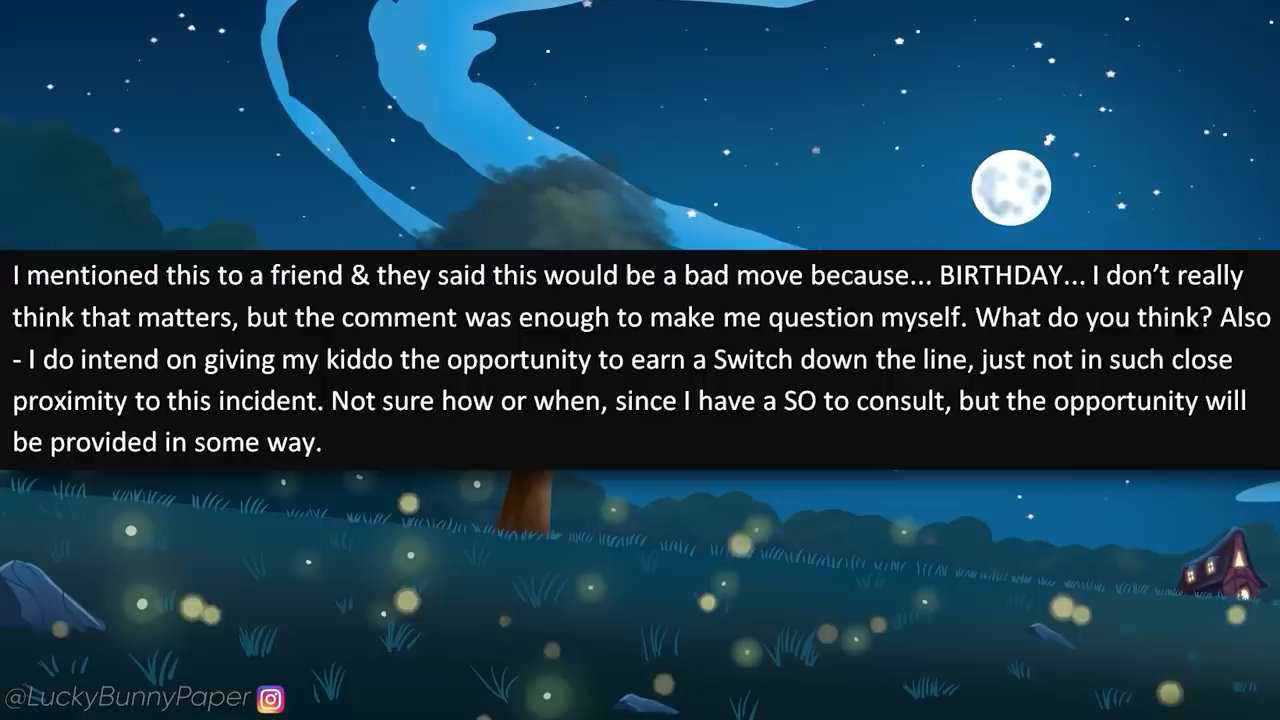 I mentioned this to a friend & they said this would be a bad move because... BIRTHDAY... I don’t really
think that matters, but the comment was enough to make me question myself. What do you think? Also
- I do intend on giving my kiddo the opportunity to earn a Switch down the line, just not in such close
proximity to this incident. Not sure how or when, since I have a SO to consult, but the opportunity will
be provided in some way.
@LuckyBunnyPaper